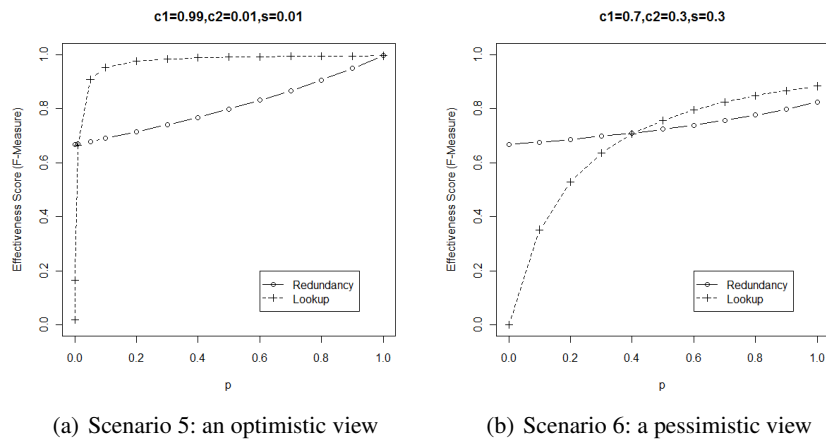 c1=0.99,c2=0.01,s=0.01
Effectiveness Score (F-Measure)
1.0
0.8
0.6
0.4
0.2
0.0
Redundancy
Lookup
0.0 0.2 0.4 0.6 0.8 1.0
p
(a) Scenario 5: an optimistic view
c1=0.7,c2=0.3,s=0.3
Effectiveness Score (F-Measure)
1.0
0.8
0.6
0.4
0.2
0.0
Redundancy
Lookup
0.0 0.2 0.4 0.6 0.8 1.0
p
(b) Scenario 6: a pessimistic view